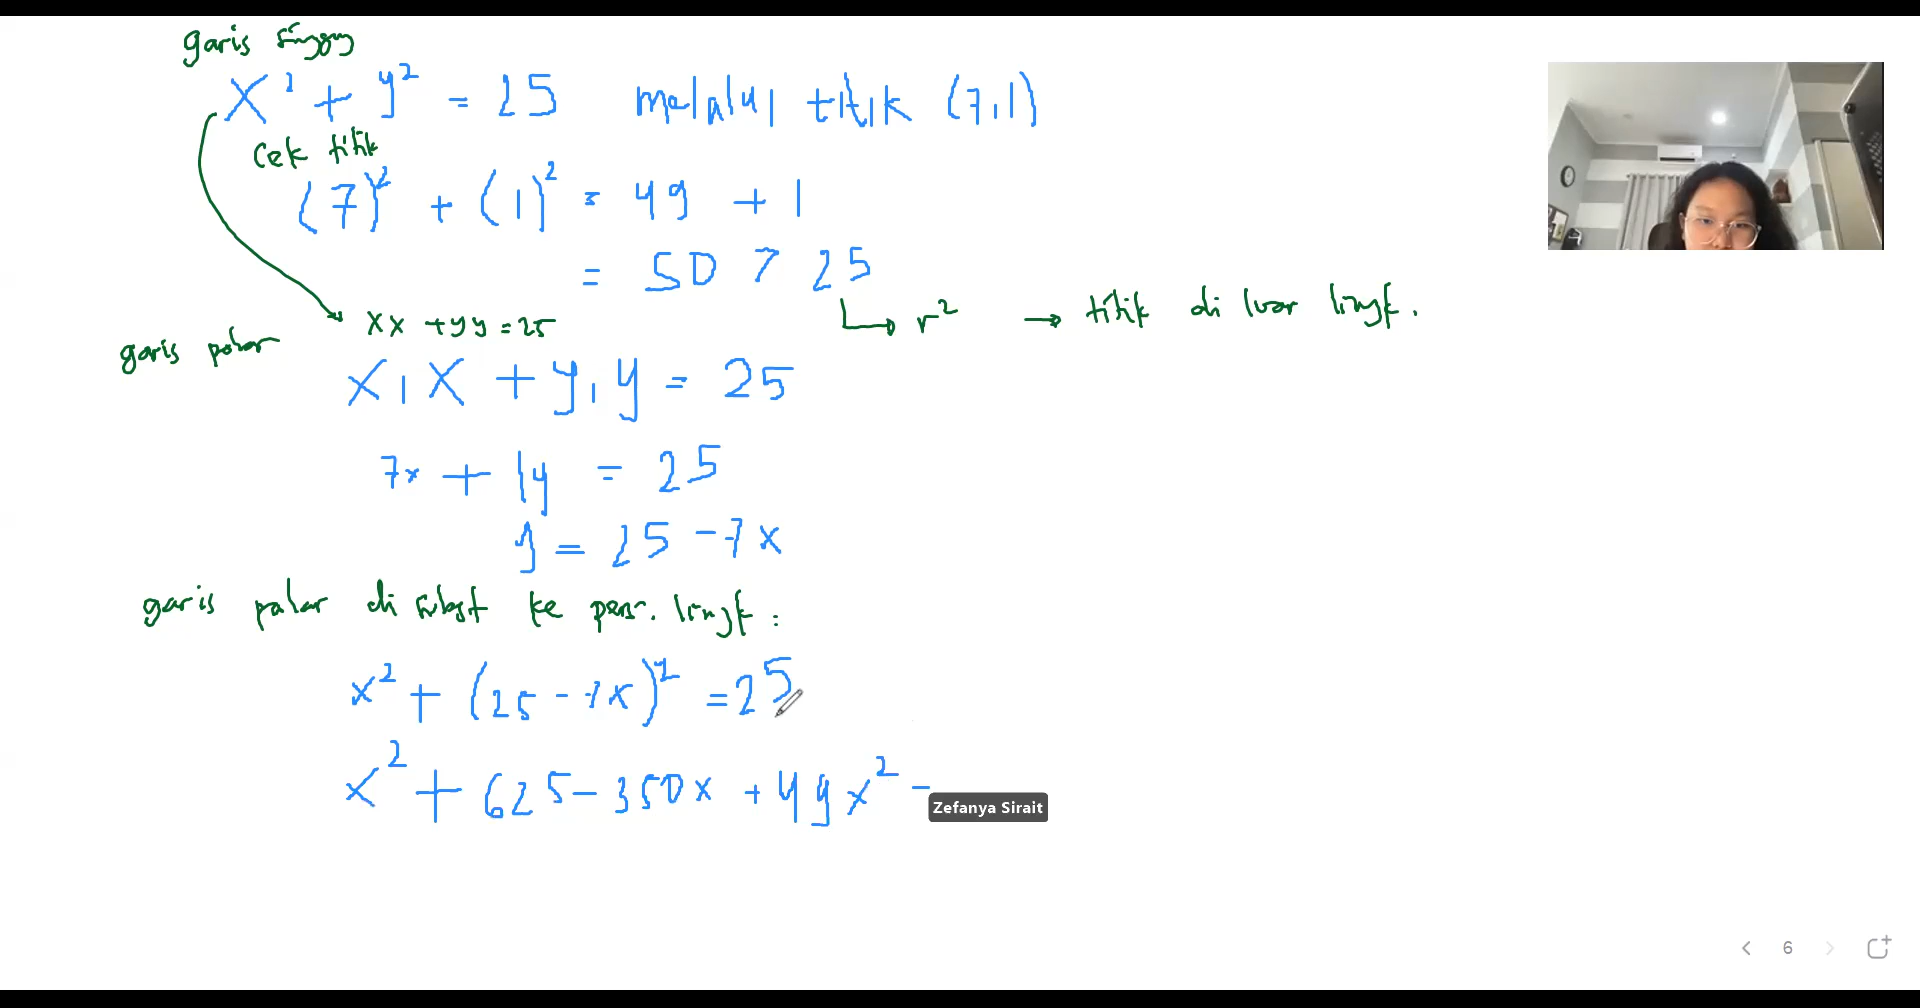 garis singgg
x² + y² = 25 melalui titik (7,1)
cek titik
(7)² + (1)² = 49 + 1
= 50 > 25
↳ r² → titik di luar lingk.
xx + yy = 25
garis polar
x₁x + y₁y = 25
7x + 1y = 25
y = 25 - 7x
garis polar di subst ke pers. lingk :
x² + (25 - 7x)² = 25
x² + 625 - 350x + 49x² -
Zefanya Sirait
6